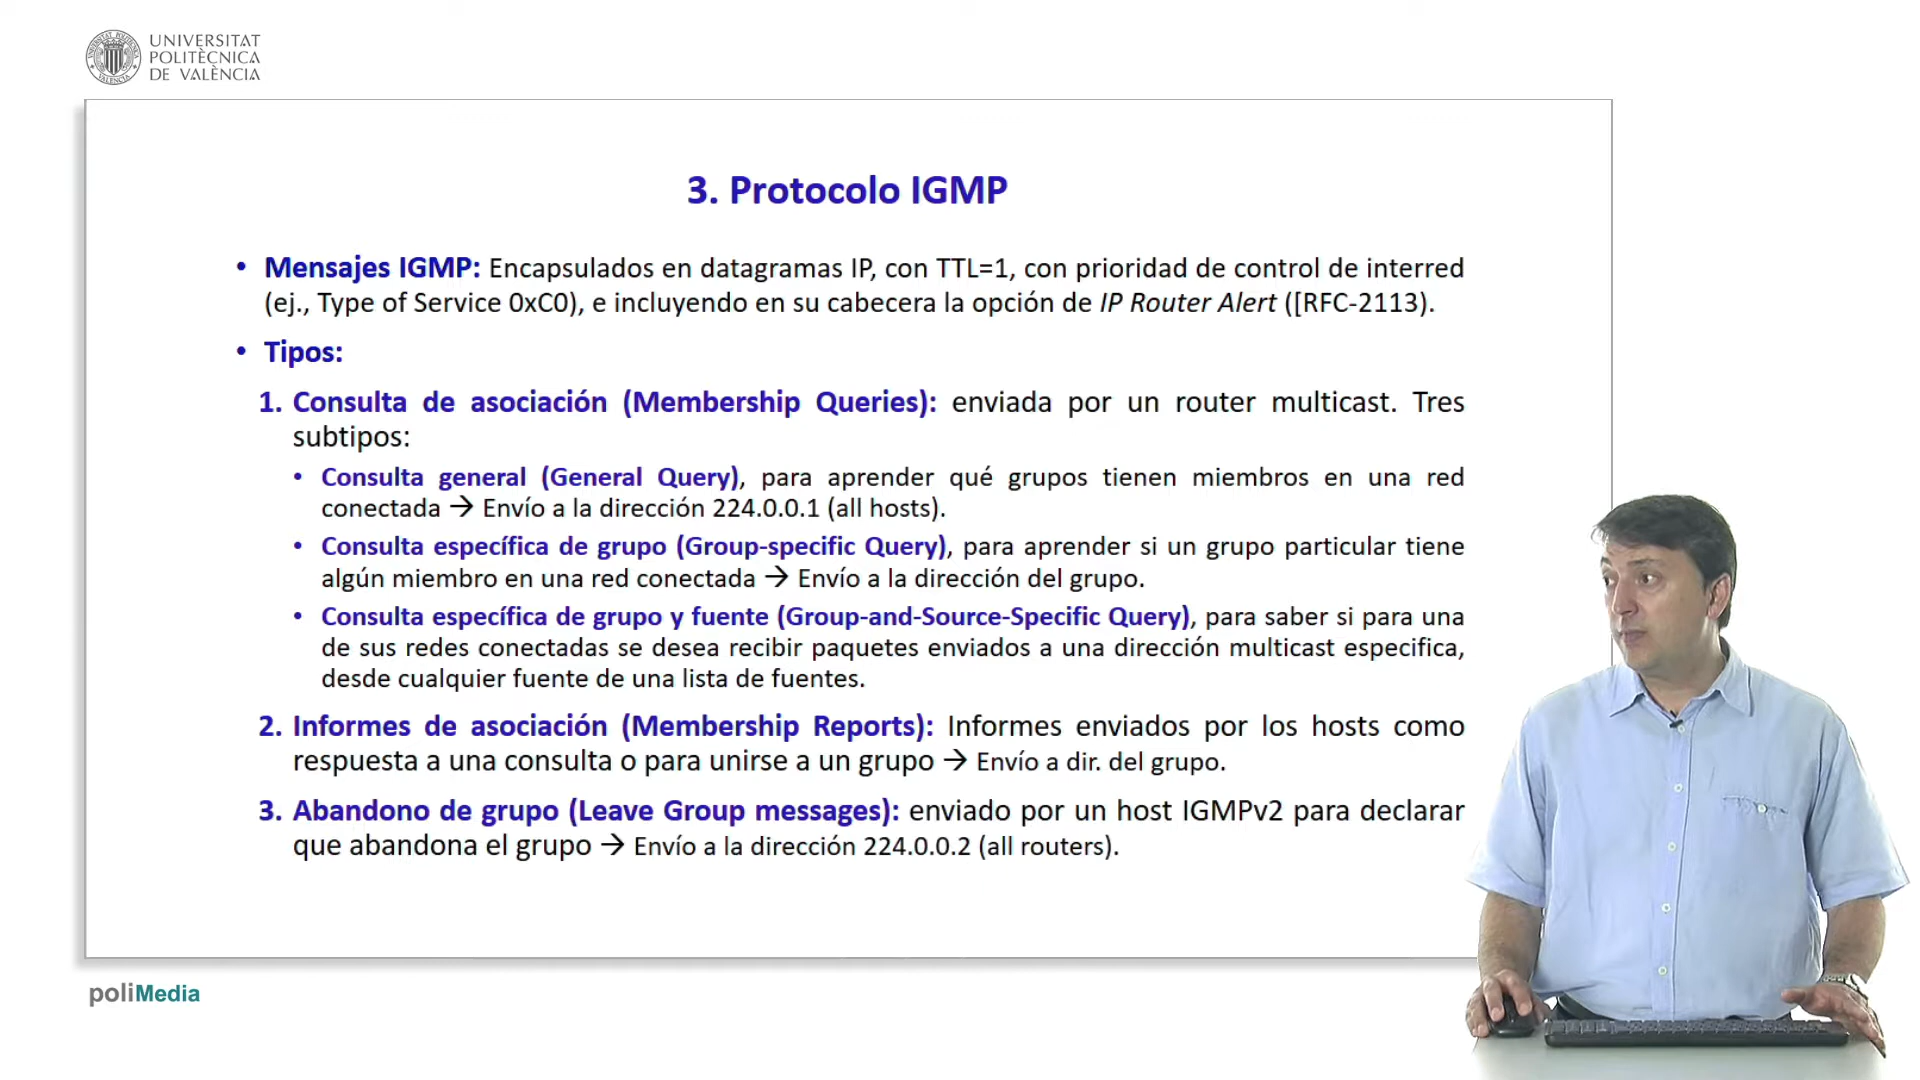 UNIVERSITAT
POLITÈCNICA
DE VALÈNCIA
3. Protocolo IGMP
• Mensajes IGMP: Encapsulados en datagramas IP, con TTL=1, con prioridad de control de interred
(ej., Type of Service 0xC0), e incluyendo en su cabecera la opción de IP Router Alert ([RFC-2113).
• Tipos:
1. Consulta de asociación (Membership Queries): enviada por un router multicast. Tres
subtipos:
• Consulta general (General Query), para aprender qué grupos tienen miembros en una red
conectada → Envío a la dirección 224.0.0.1 (all hosts).
• Consulta específica de grupo (Group-specific Query), para aprender si un grupo particular tiene
algún miembro en una red conectada → Envío a la dirección del grupo.
• Consulta específica de grupo y fuente (Group-and-Source-Specific Query), para saber si para una
de sus redes conectadas se desea recibir paquetes enviados a una dirección multicast especifica,
desde cualquier fuente de una lista de fuentes.
2. Informes de asociación (Membership Reports): Informes enviados por los hosts como
respuesta a una consulta o para unirse a un grupo → Envío a dir. del grupo.
3. Abandono de grupo (Leave Group messages): enviado por un host IGMPv2 para declarar
que abandona el grupo → Envío a la dirección 224.0.0.2 (all routers).
poliMedia